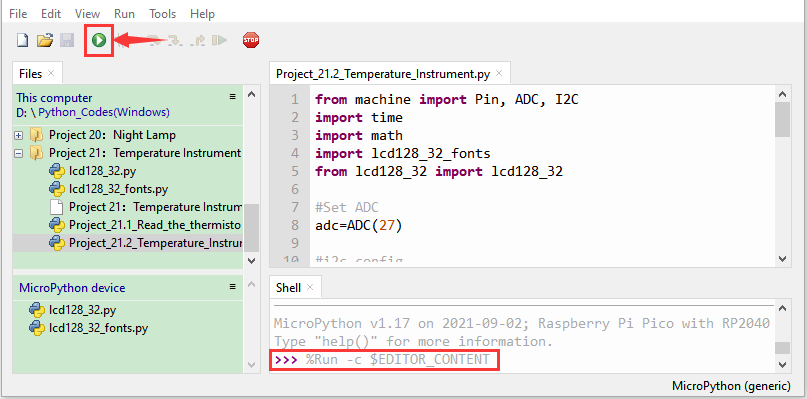 File Edit View Run Tools Help
STOP
Files ×
This computer
D: \ Python_Codes(Windows)
Project 20：Night Lamp
Project 21：Temperature Instrument
lcd128_32.py
lcd128_32_fonts.py
Project 21：Temperature Instrum
Project_21.1_Read_the_thermisto
Project_21.2_Temperature_Instrur
MicroPython device
lcd128_32.py
lcd128_32_fonts.py
Project_21.2_Temperature_Instrument.py ×
1 from machine import Pin, ADC, I2C
2 import time
3 import math
4 import lcd128_32_fonts
5 from lcd128_32 import lcd128_32
6
7 #Set ADC
8 adc=ADC(27)
9
10 #i2c config
Shell ×
MicroPython v1.17 on 2021-09-02; Raspberry Pi Pico with RP2040
Type "help()" for more information.
>>> %Run -c $EDITOR_CONTENT
MicroPython (generic)